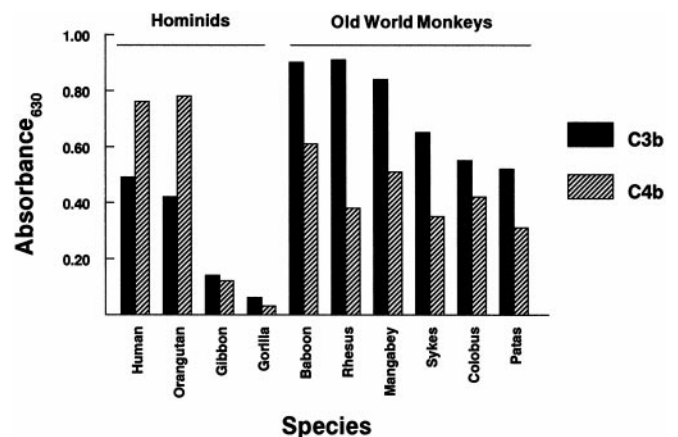 Hominids Old World Monkeys
1.00
0.80
0.60
0.40
0.20
Absorbance630
C3b
C4b
Human
Orangutan
Gibbon
Gorilla
Baboon
Rhesus
Mangabey
Sykes
Colobus
Patas
Species